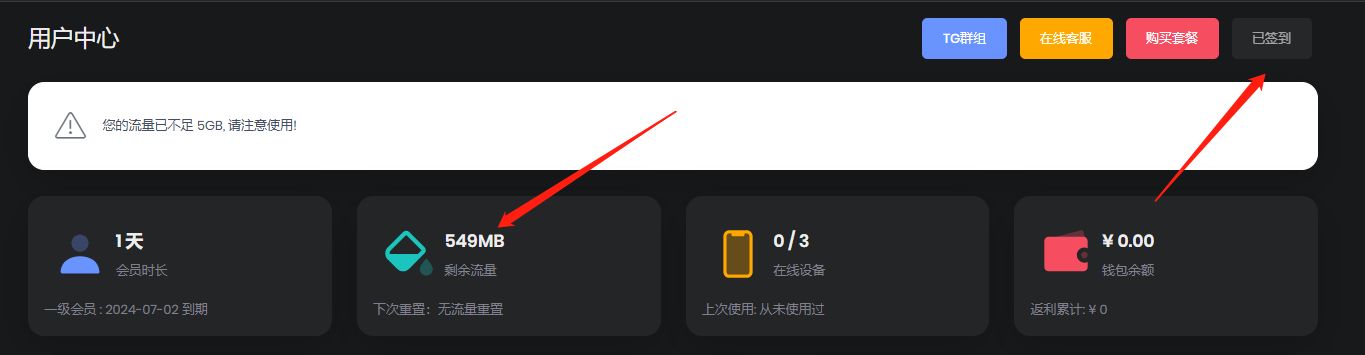 用户中心
TG群组
在线客服
购买套餐
已签到
您的流量已不足 5GB, 请注意使用!
1 天
会员时长
一级会员 : 2024-07-02 到期
549MB
剩余流量
下次重置：无流量重置
0 / 3
在线设备
上次使用: 从未使用过
¥ 0.00
钱包余额
返利累计: ¥ 0